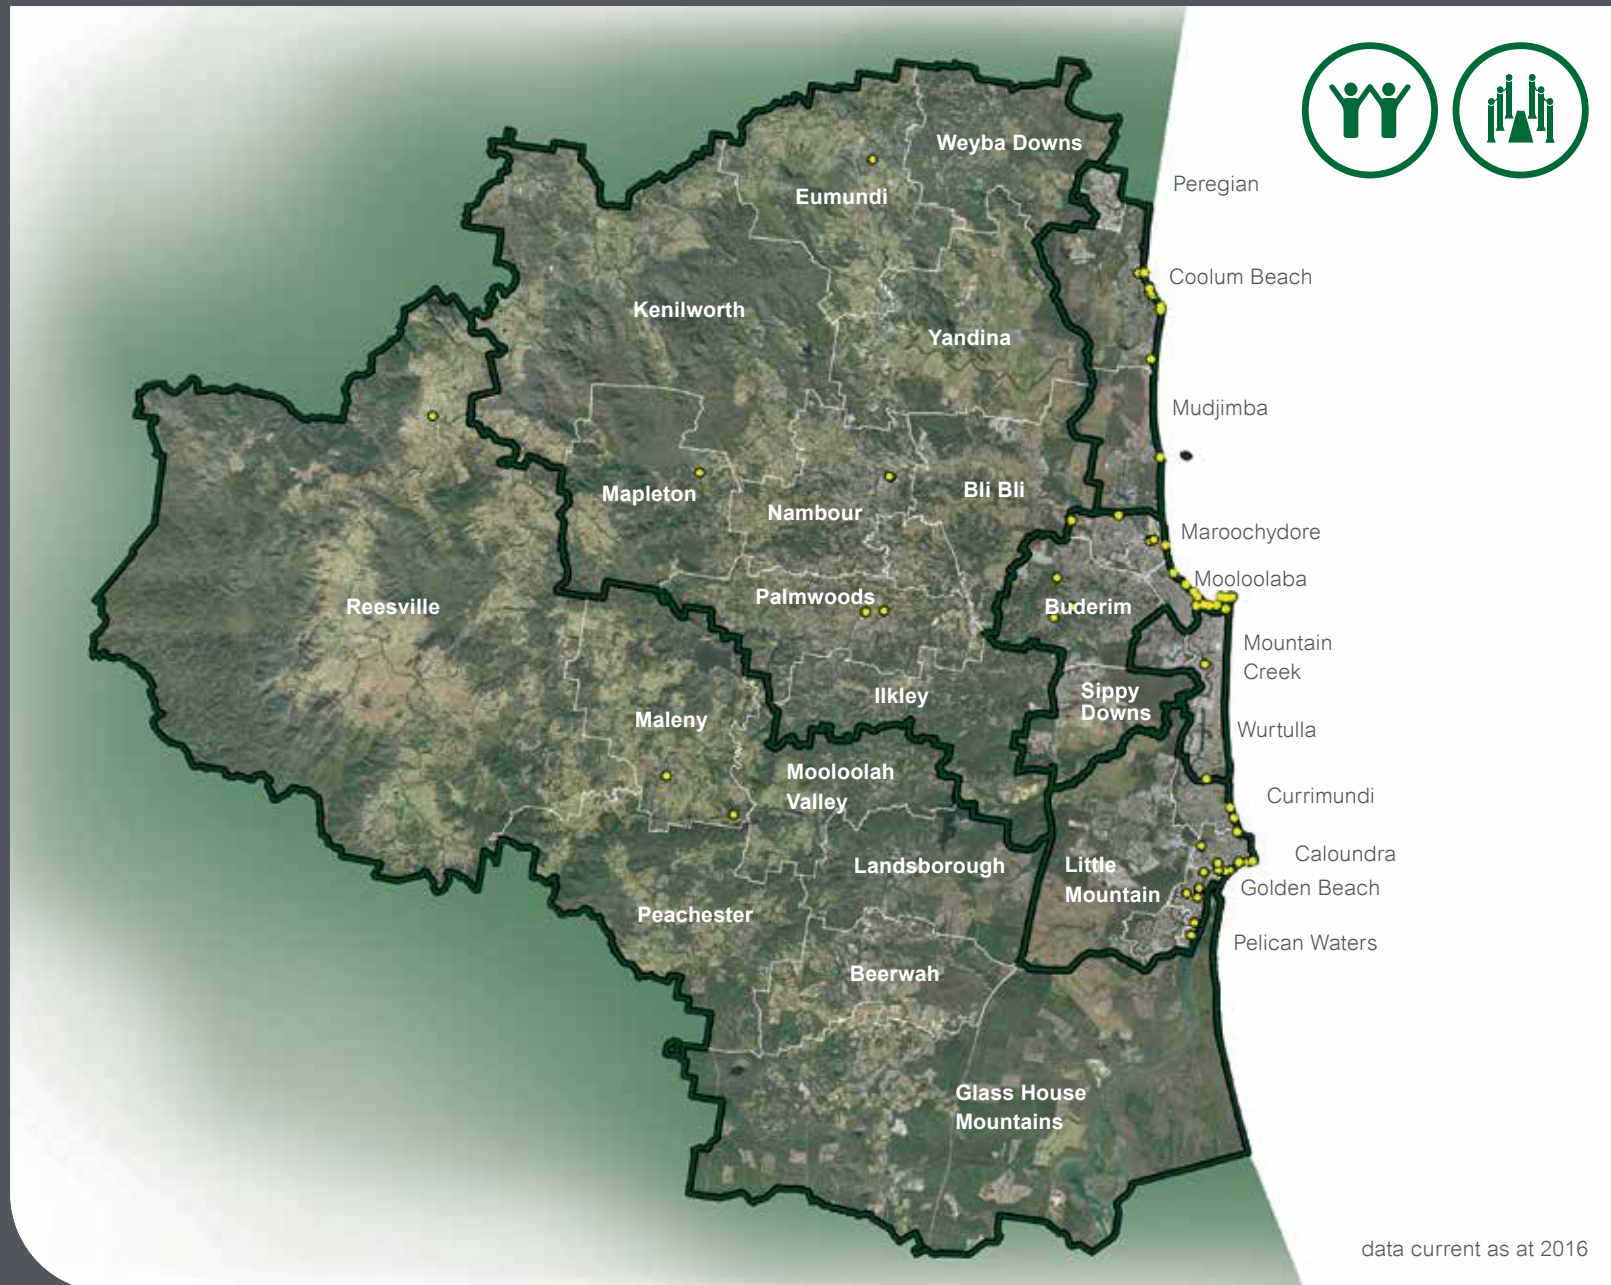 Weyba Downs
Peregian
Eumundi
Coolum Beach
Kenilworth
Yandina
Mudjimba
Mapleton
Bli Bli
Nambour
Maroochydore
Mooloolaba
Palmwoods
Reesville
Buderim
Mountain
Creek
Ilkley
Sippy
Downs
Maleny
Wurtulla
Mooloolah
Valley
Currimundi
Caloundra
Landsborough
Little
Mountain
Golden Beach
Peachester
Pelican Waters
Beerwah
Glass House
Mountains
data current as at 2016